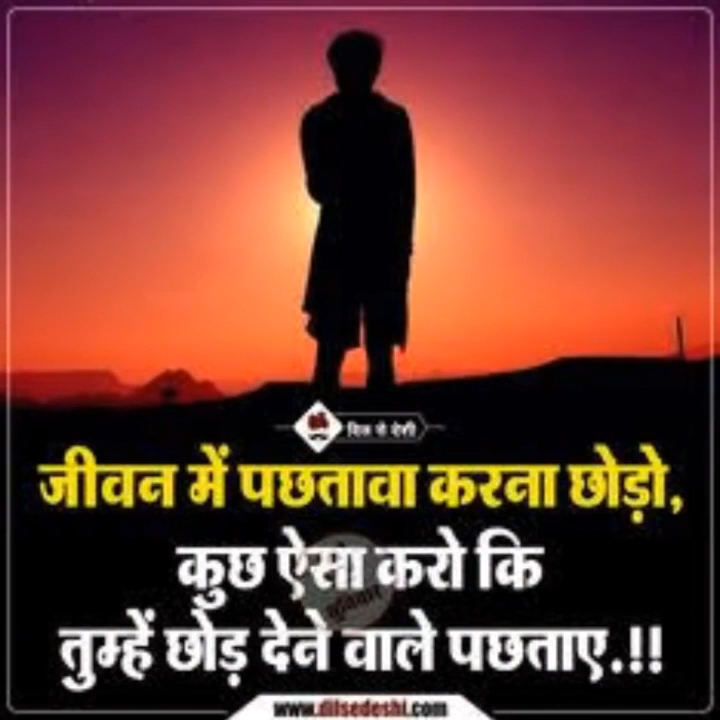 दिल से देशी
जीवन में पछतावा करना छोड़ो,
कुछ ऐसा करो कि
तुम्हें छोड़ देने वाले पछताए.!!
www.dilsedeshi.com